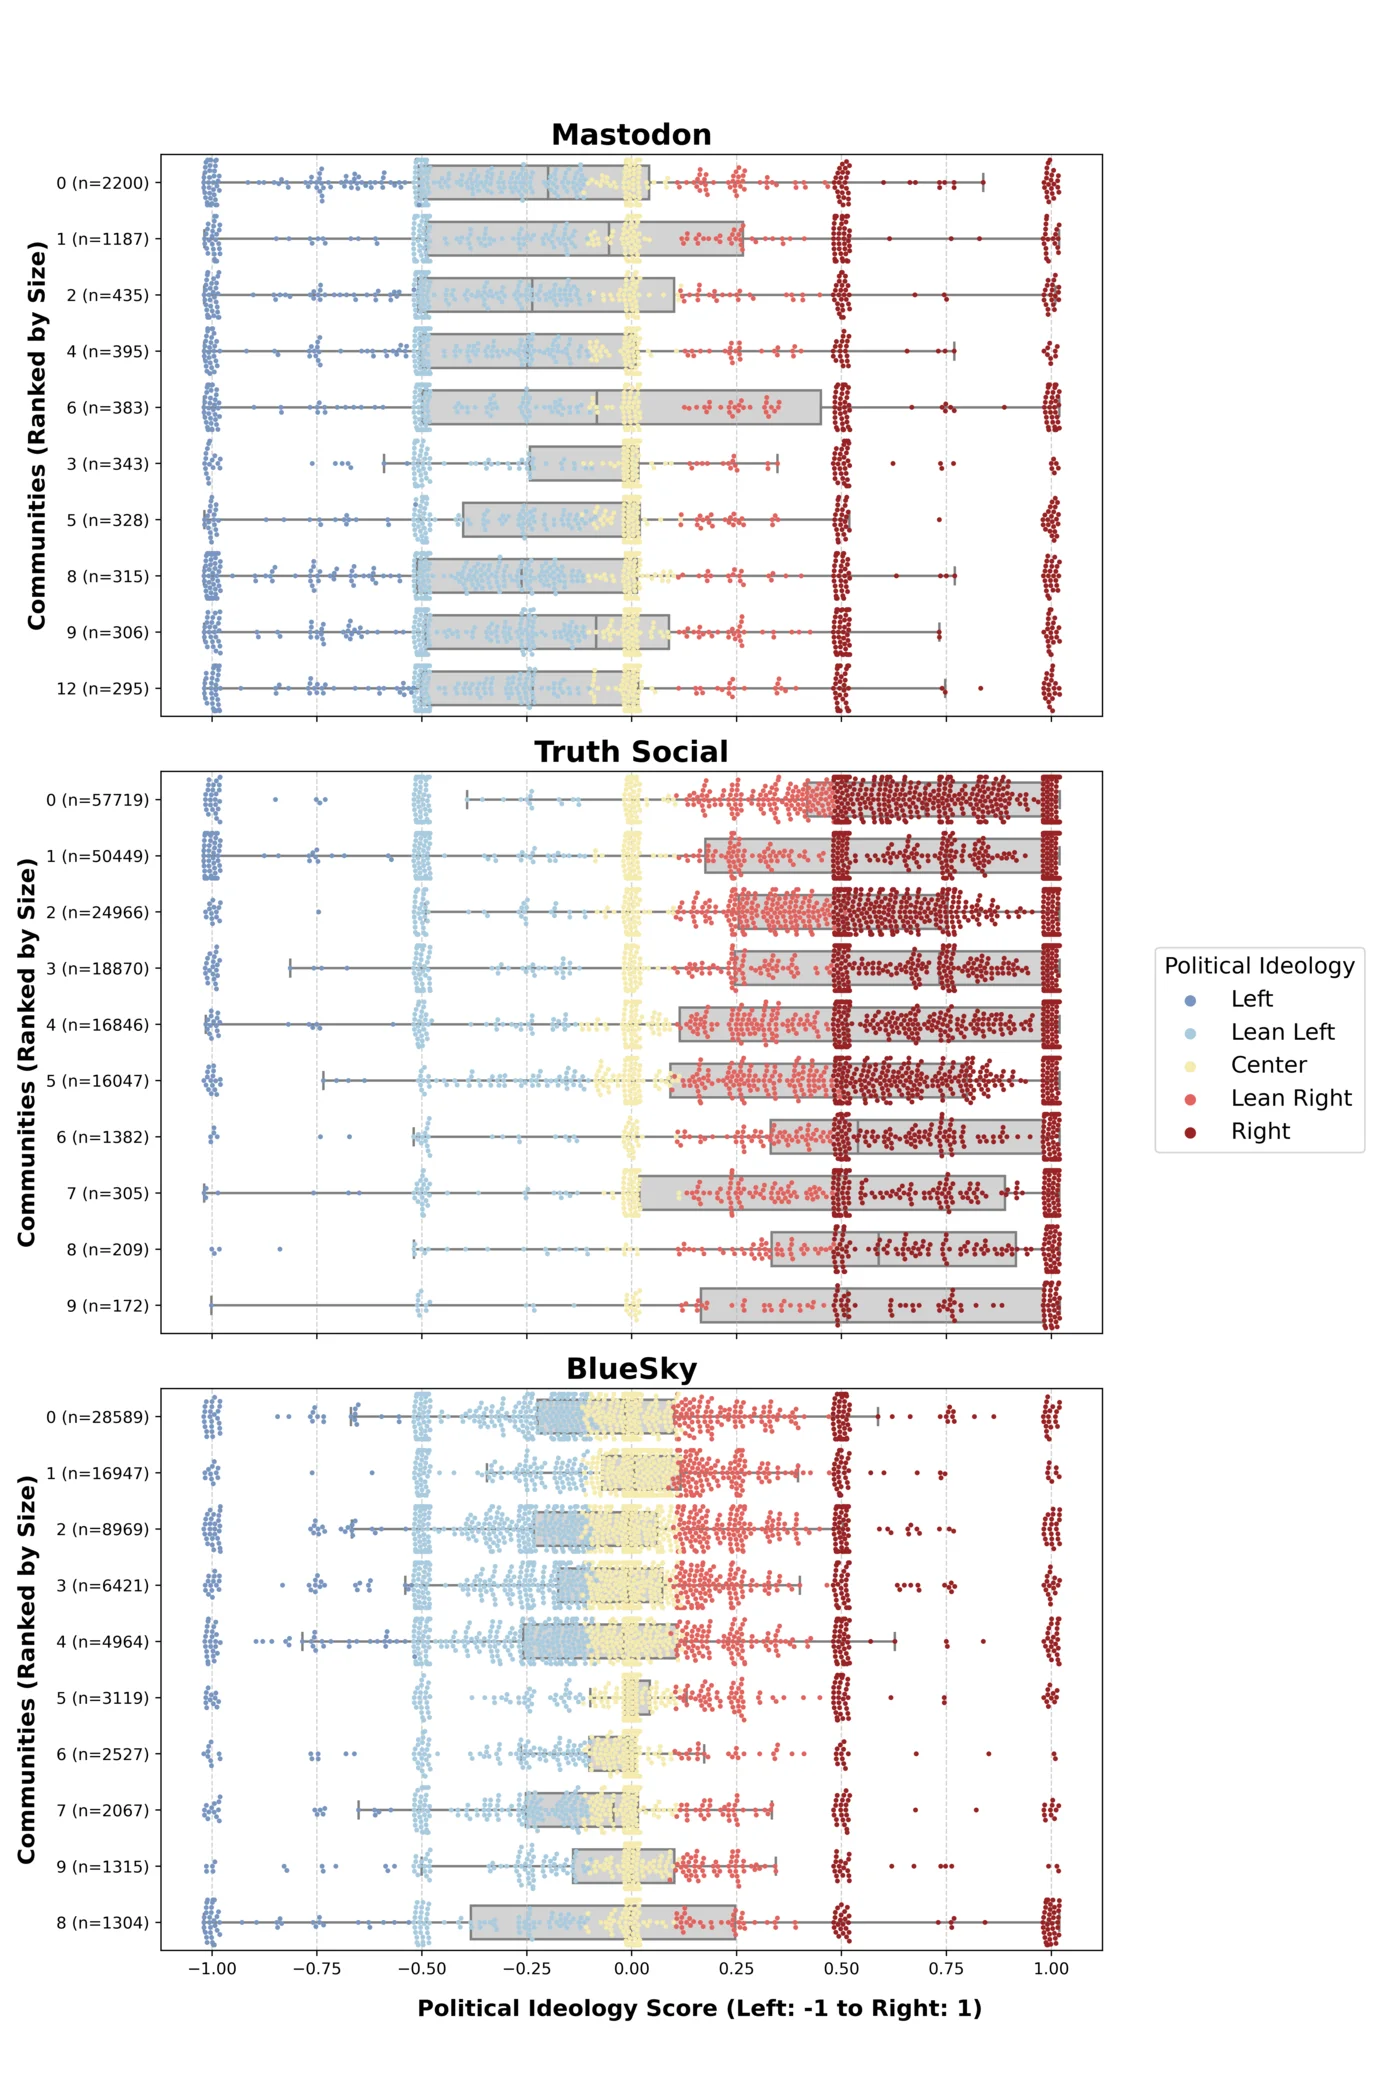 Mastodon
Communities (Ranked by Size)
0 (n=2200)
1 (n=1187)
2 (n=435)
4 (n=395)
6 (n=383)
3 (n=343)
5 (n=328)
8 (n=315)
9 (n=306)
12 (n=295)
Truth Social
Communities (Ranked by Size)
0 (n=57719)
1 (n=50449)
2 (n=24966)
3 (n=18870)
4 (n=16846)
5 (n=16047)
6 (n=1382)
7 (n=305)
8 (n=209)
9 (n=172)
Political Ideology
Left
Lean Left
Center
Lean Right
Right
BlueSky
Communities (Ranked by Size)
0 (n=28589)
1 (n=16947)
2 (n=8969)
3 (n=6421)
4 (n=4964)
5 (n=3119)
6 (n=2527)
7 (n=2067)
9 (n=1315)
8 (n=1304)
−1.00 −0.75 −0.50 −0.25 0.00 0.25 0.50 0.75 1.00
Political Ideology Score (Left: -1 to Right: 1)